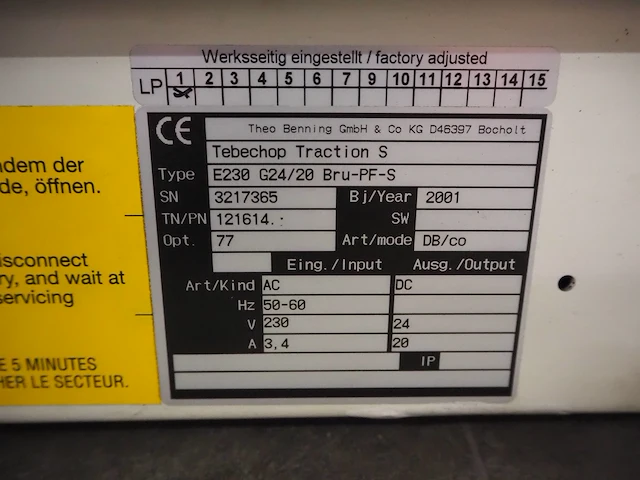 Werksseitig eingestellt / factory adjusted
LP 1 2 3 4 5 6 7 8 9 10 11 12 13 14 15
CE Theo Benning GmbH & Co KG D46397 Bocholt
Tebechop Traction S
Type E230 G24/20 Bru-PF-S
SN 3217365 Bj/Year 2001
TN/PN 121614.: SW
Opt. 77 Art/mode DB/co
Eing./Input Ausg./Output
Art/Kind AC DC
Hz 50-60
V 230 24
A 3,4 20
IP
ndem der
de, öffnen.
isconnect
ry, and wait at
servicing
E 5 MINUTES
HER LE SECTEUR.